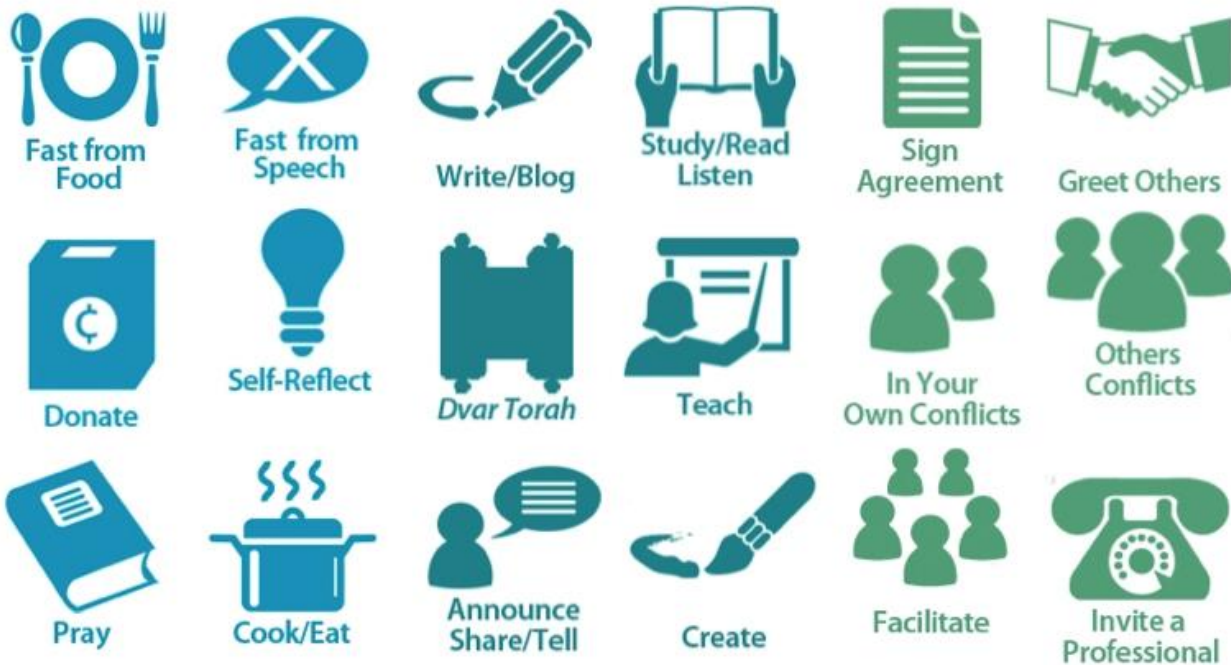 Fast from
Food
Fast from
Speech
X
Write/Blog
Study/Read
Listen
Sign
Agreement
Greet Others
¢
Donate
Self-Reflect
Dvar Torah
Teach
In Your
Own Conflicts
Others
Conflicts
Pray
Cook/Eat
Announce
Share/Tell
Create
Facilitate
Invite a
Professional